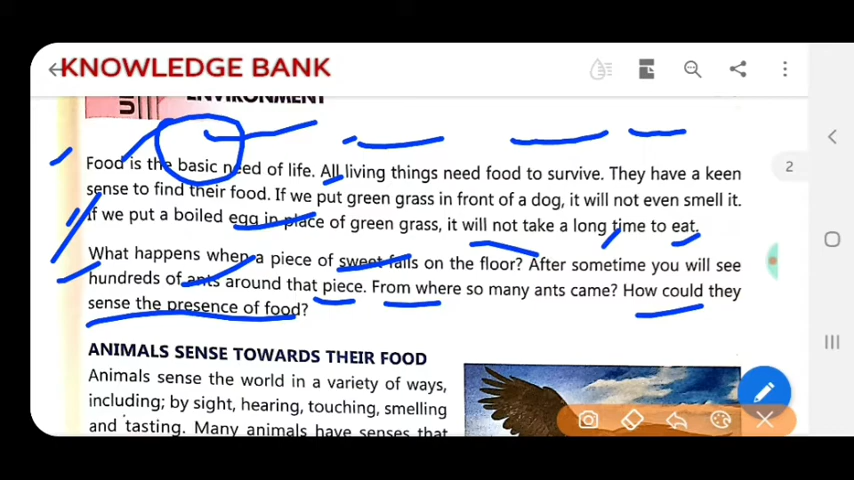 KNOWLEDGE BANK
ENVIRONMENT
2
Food is the basic need of life. All living things need food to survive. They have a keen
sense to find their food. If we put green grass in front of a dog, it will not even smell it.
If we put a boiled egg in place of green grass, it will not take a long time to eat.
What happens when a piece of sweet falls on the floor? After sometime you will see
hundreds of ants around that piece. From where so many ants came? How could they
sense the presence of food?
ANIMALS SENSE TOWARDS THEIR FOOD
Animals sense the world in a variety of ways,
including; by sight, hearing, touching, smelling
and tasting. Many animals have senses that